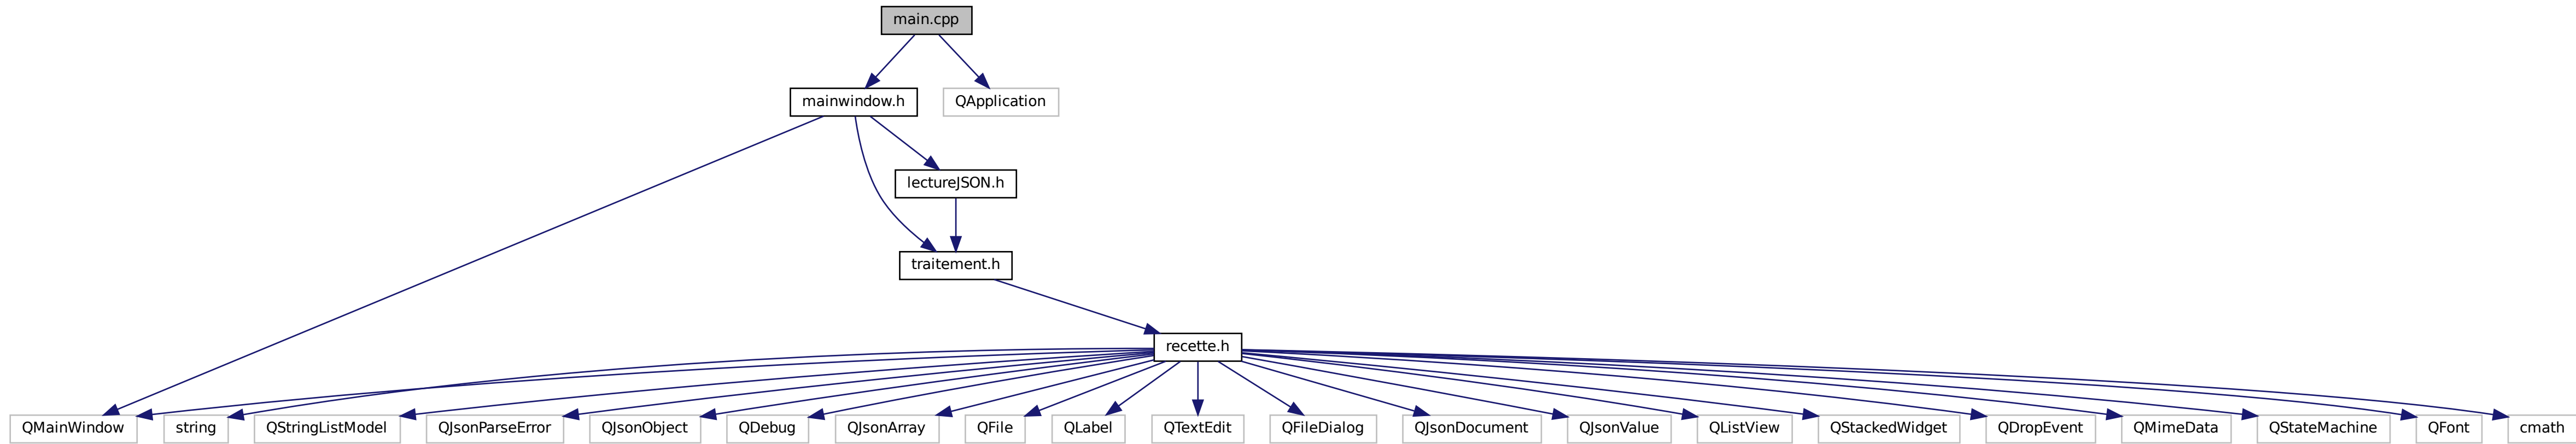 main.cpp
mainwindow.h
QApplication
lectureJSON.h
traitement.h
recette.h
QMainWindow
string
QStringListModel
QJsonParseError
QJsonObject
QDebug
QJsonArray
QFile
QLabel
QTextEdit
QFileDialog
QJsonDocument
QJsonValue
QListView
QStackedWidget
QDropEvent
QMimeData
QStateMachine
QFont
cmath